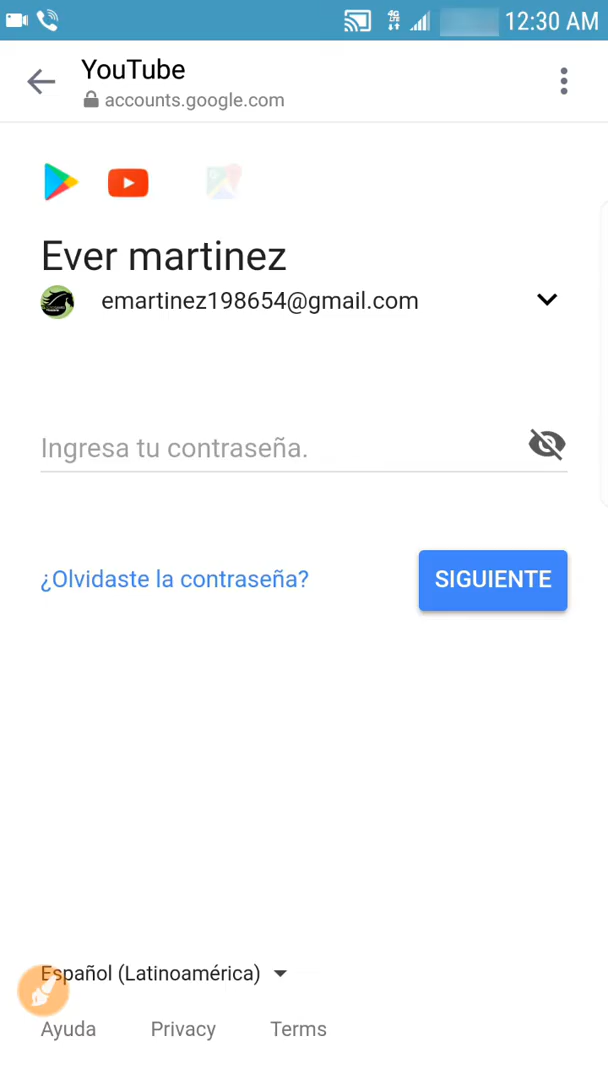 12:30 AM
YouTube
accounts.google.com
Ever martinez
emartinez198654@gmail.com
Ingresa tu contraseña.
¿Olvidaste la contraseña?
SIGUIENTE
Español (Latinoamérica)
Ayuda Privacy Terms